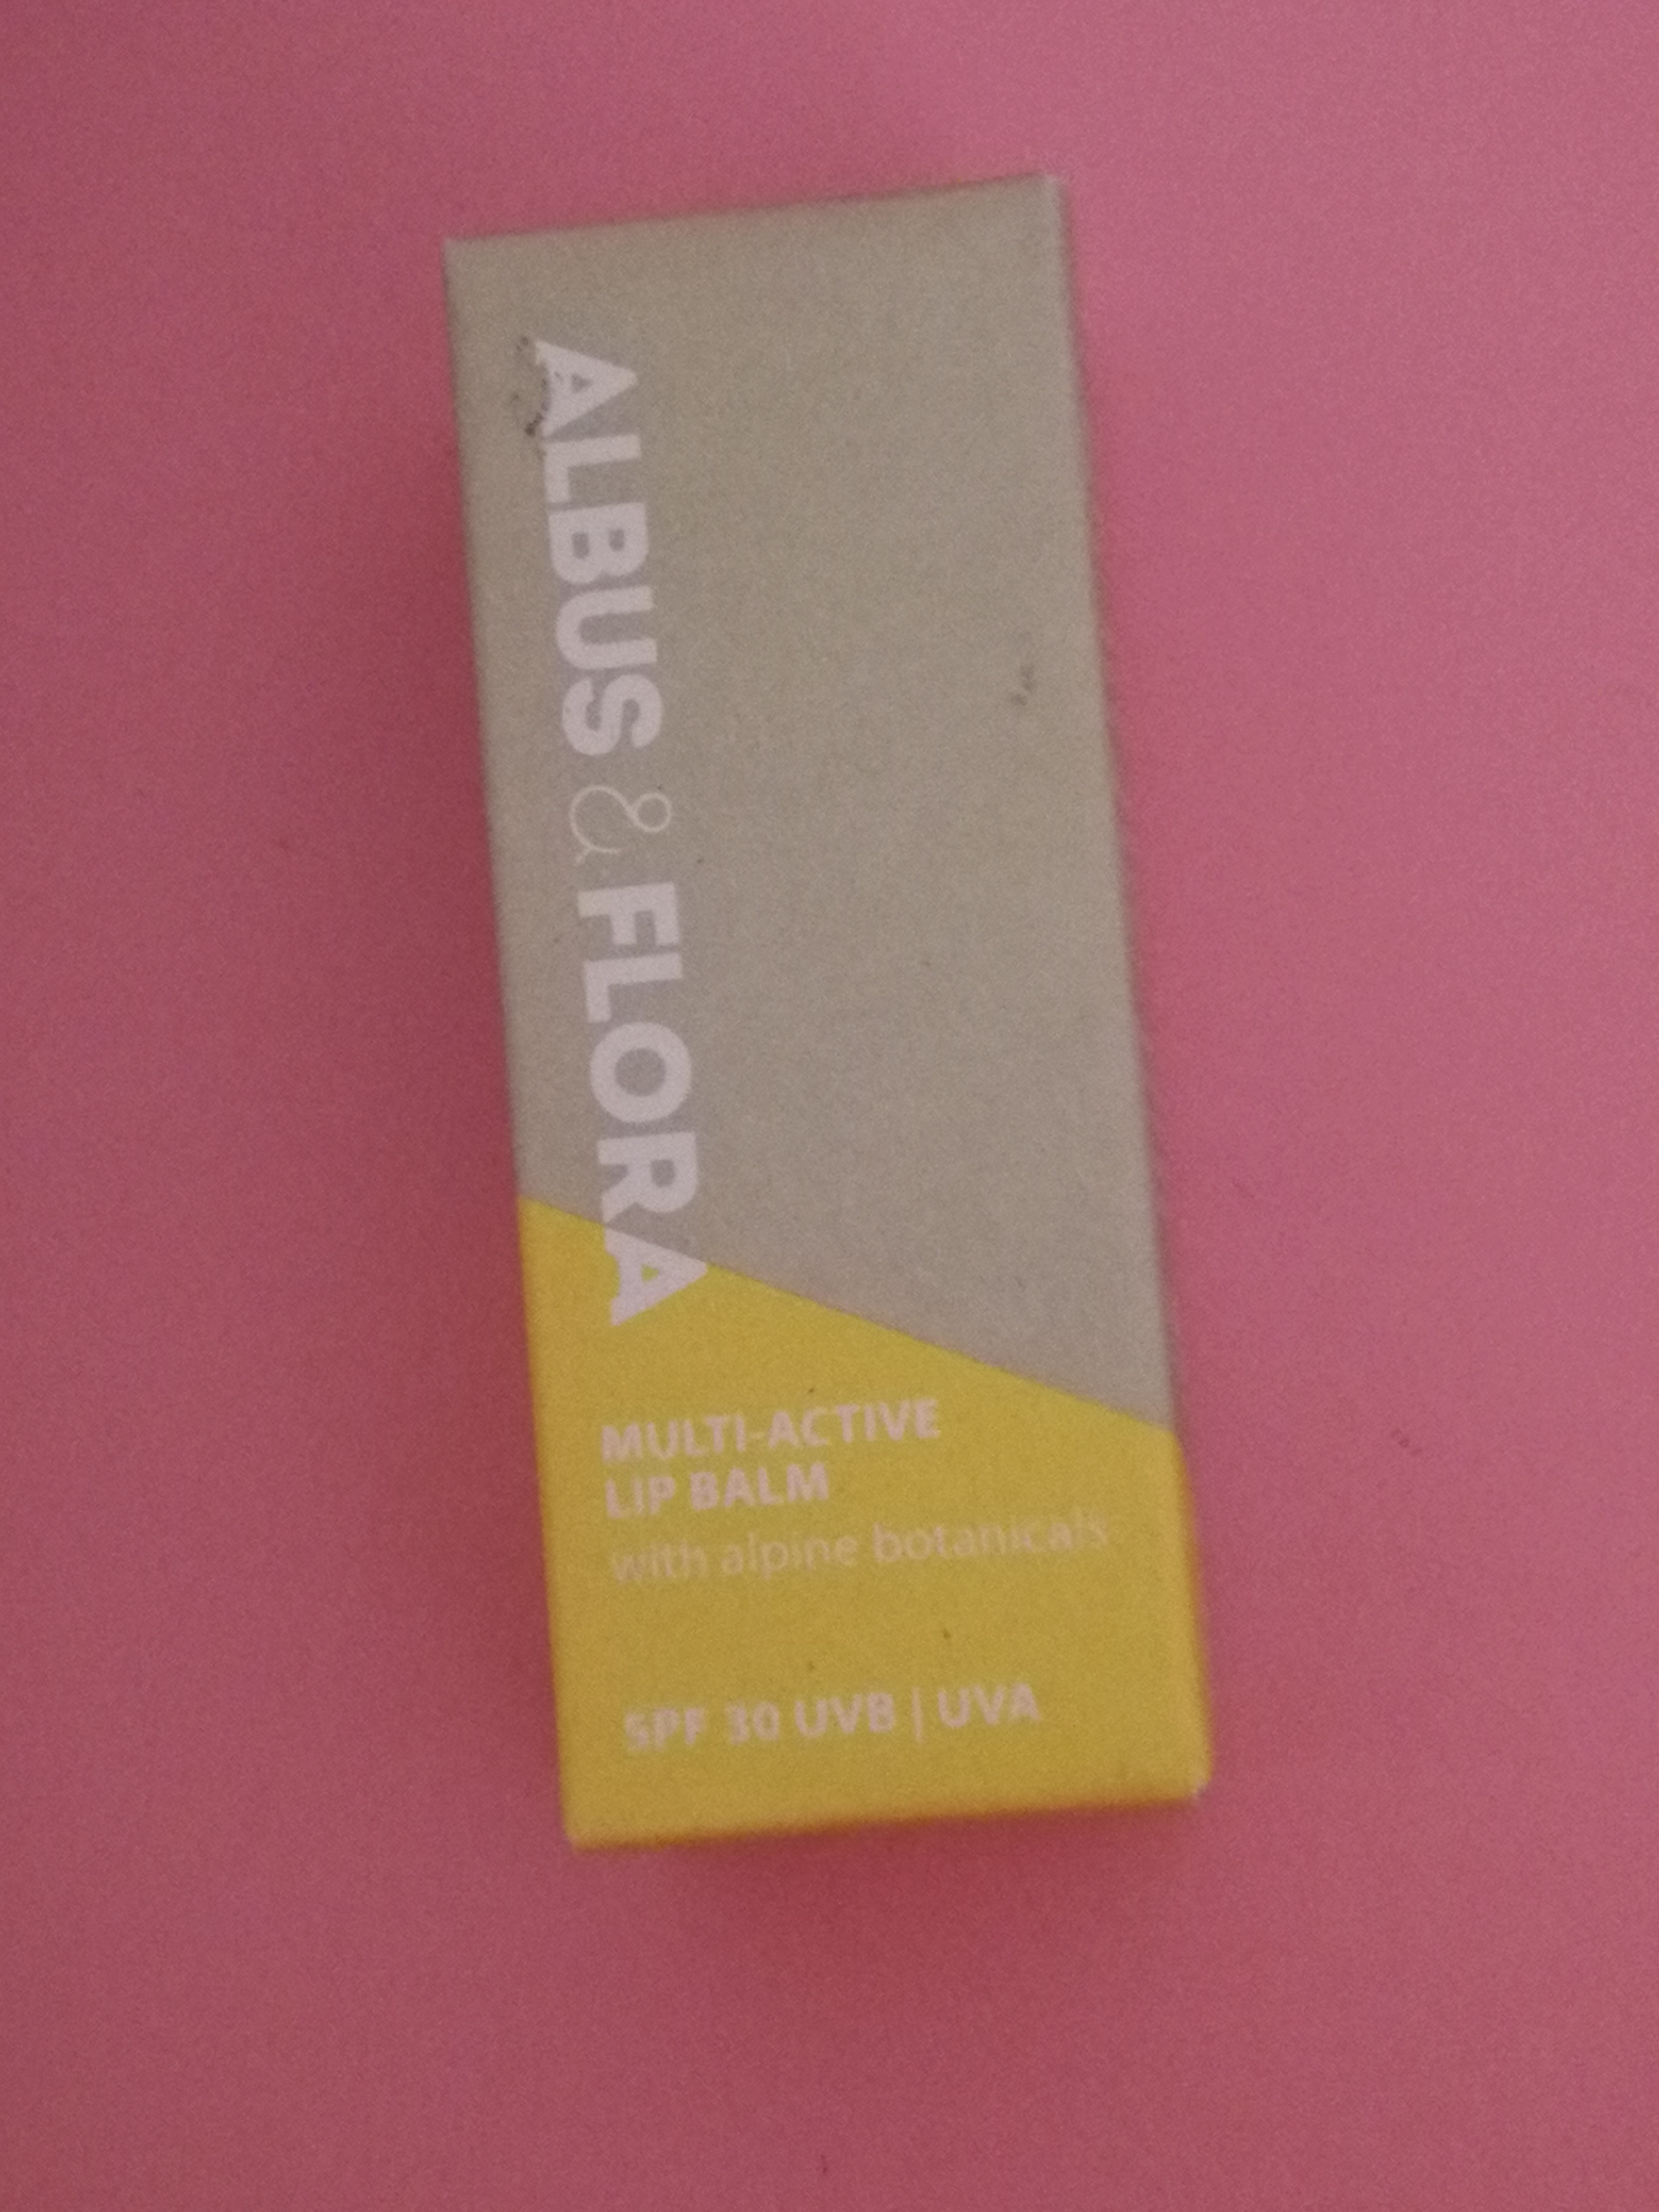 ALBUS & FLORA
MULTI-ACTIVE
LIP BALM
with alpine botanicals
SPF 30 UVB | UVA